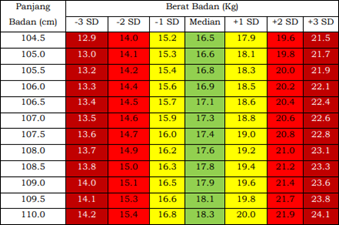 Panjang Badan (cm) Berat Badan (Kg)
-3 SD -2 SD -1 SD Median +1 SD +2 SD +3 SD
104.5 12.9 14.0 15.2 16.5 17.9 19.6 21.5
105.0 13.0 14.1 15.3 16.6 18.1 19.8 21.7
105.5 13.2 14.2 15.4 16.8 18.3 20.0 21.9
106.0 13.3 14.4 15.6 16.9 18.5 20.2 22.1
106.5 13.4 14.5 15.7 17.1 18.6 20.4 22.4
107.0 13.5 14.6 15.9 17.3 18.8 20.6 22.6
107.5 13.6 14.7 16.0 17.4 19.0 20.8 22.8
108.0 13.7 14.9 16.2 17.6 19.2 21.0 23.1
108.5 13.8 15.0 16.3 17.8 19.4 21.2 23.3
109.0 14.0 15.1 16.5 17.9 19.6 21.4 23.6
109.5 14.1 15.3 16.6 18.1 19.8 21.7 23.8
110.0 14.2 15.4 16.8 18.3 20.0 21.9 24.1